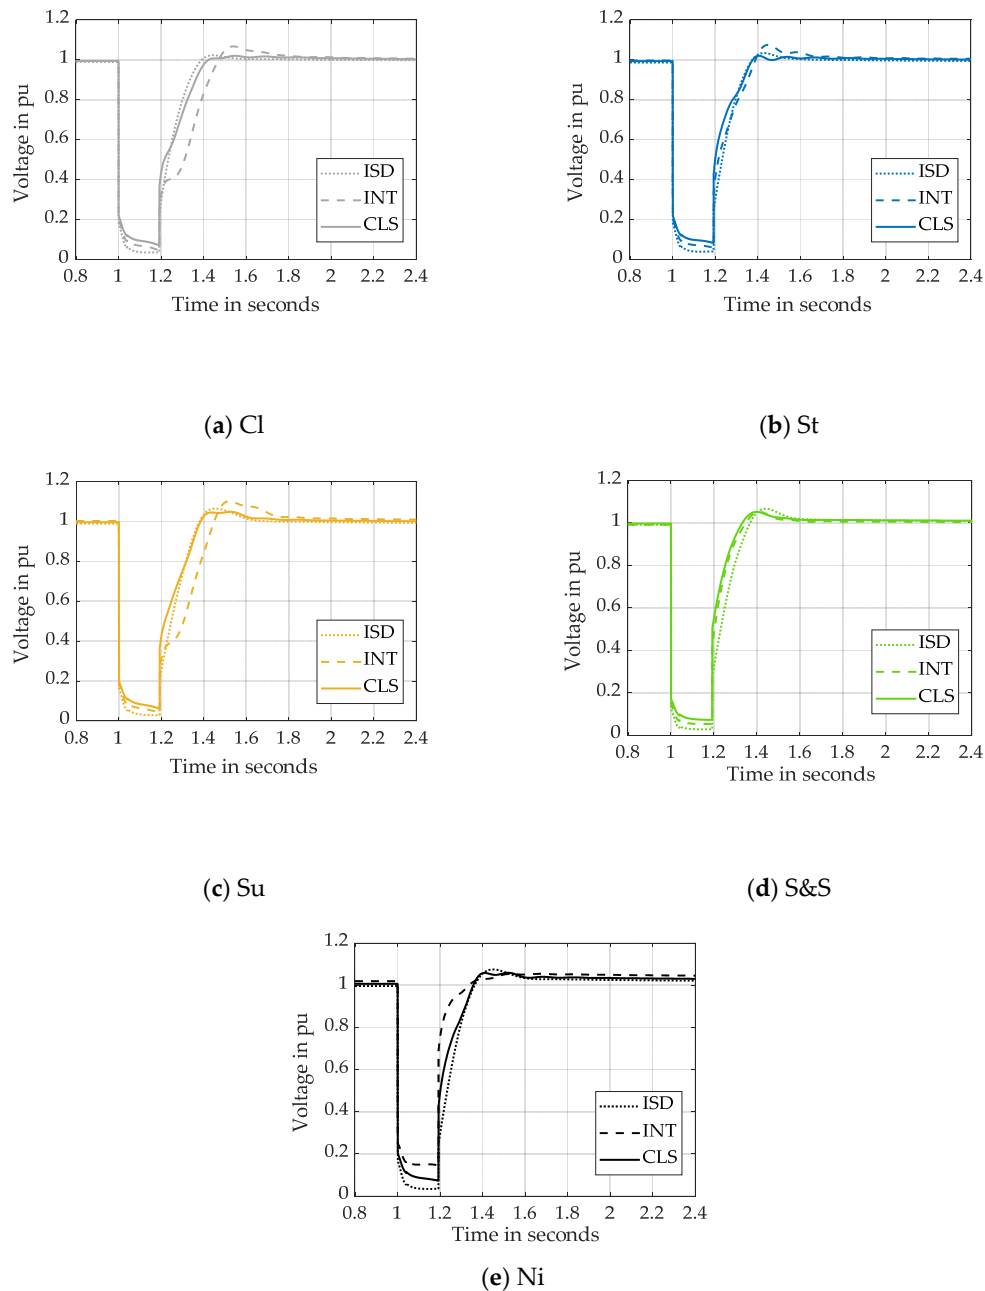 1.2
1
0.8
0.6
0.4
0.2
0
Voltage in pu
ISD
INT
CLS
0.8 1 1.2 1.4 1.6 1.8 2 2.2 2.4
Time in seconds
(a) Cl
1.2
1
0.8
0.6
0.4
0.2
0
Voltage in pu
ISD
INT
CLS
0.8 1 1.2 1.4 1.6 1.8 2 2.2 2.4
Time in seconds
(b) St
1.2
1
0.8
0.6
0.4
0.2
0
Voltage in pu
ISD
INT
CLS
0.8 1 1.2 1.4 1.6 1.8 2 2.2 2.4
Time in seconds
(c) Su
1.2
1
0.8
0.6
0.4
0.2
0
Voltage in pu
ISD
INT
CLS
0.8 1 1.2 1.4 1.6 1.8 2 2.2 2.4
Time in seconds
(d) S&S
1.2
1
0.8
0.6
0.4
0.2
0
Voltage in pu
ISD
INT
CLS
0.8 1 1.2 1.4 1.6 1.8 2 2.2 2.4
Time in seconds
(e) Ni